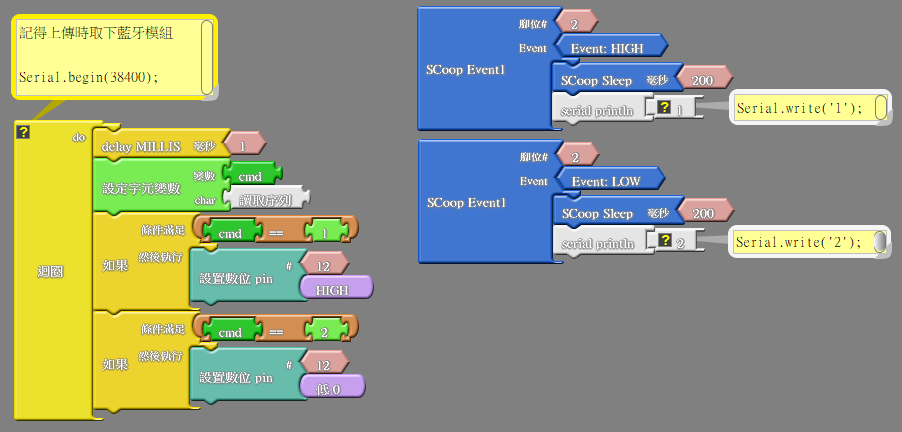 記得上傳時取下藍牙模組
Serial.begin(38400);
?
do
迴圈
delay MILLIS 毫秒 1
設定字元變數
變數 cmd
char 讀取序列
如果
條件滿足 cmd == 1
然後執行
設置數位 pin
# 12
HIGH
如果
條件滿足 cmd == 2
然後執行
設置數位 pin
# 12
低 0
SCoop Event1
腳位# 2
Event Event: HIGH
SCoop Sleep 毫秒 200
serial println ? 1
Serial.write('1');
SCoop Event1
腳位# 2
Event Event: LOW
SCoop Sleep 毫秒 200
serial println ? 2
Serial.write('2');